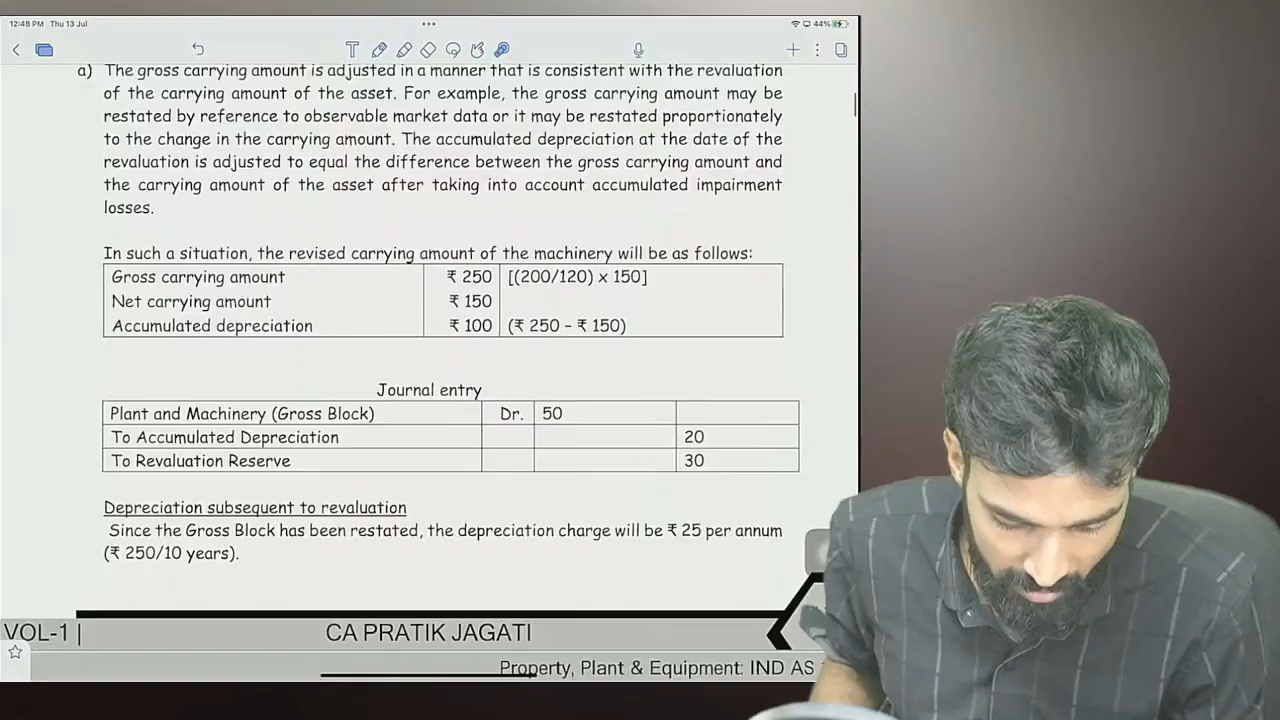 12:48 PM Thu 13 Jul
44%
a) The gross carrying amount is adjusted in a manner that is consistent with the revaluation
of the carrying amount of the asset. For example, the gross carrying amount may be
restated by reference to observable market data or it may be restated proportionately
to the change in the carrying amount. The accumulated depreciation at the date of the
revaluation is adjusted to equal the difference between the gross carrying amount and
the carrying amount of the asset after taking into account accumulated impairment
losses.
In such a situation, the revised carrying amount of the machinery will be as follows:
Gross carrying amount ₹ 250 [(200/120) x 150]
Net carrying amount ₹ 150
Accumulated depreciation ₹ 100 (₹ 250 – ₹ 150)
Journal entry
Plant and Machinery (Gross Block) Dr. 50
To Accumulated Depreciation 20
To Revaluation Reserve 30
Depreciation subsequent to revaluation
Since the Gross Block has been restated, the depreciation charge will be ₹ 25 per annum
(₹ 250/10 years).
VOL-1 | CA PRATIK JAGATI
Property, Plant & Equipment: IND AS